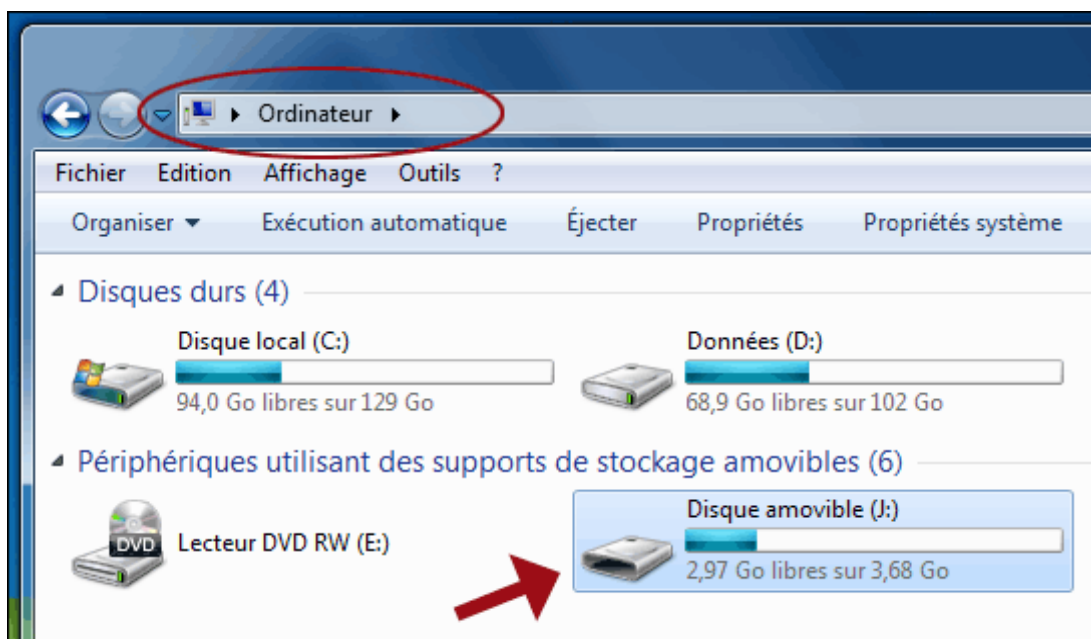 Ordinateur
Fichier Edition Affichage Outils ?
Organiser Exécution automatique Éjecter Propriétés Propriétés système
Disques durs (4)
Disque local (C:) Données (D:)
94,0 Go libres sur 129 Go 68,9 Go libres sur 102 Go
Périphériques utilisant des supports de stockage amovibles (6)
Disque amovible (J:)
DVD Lecteur DVD RW (E:)
2,97 Go libres sur 3,68 Go